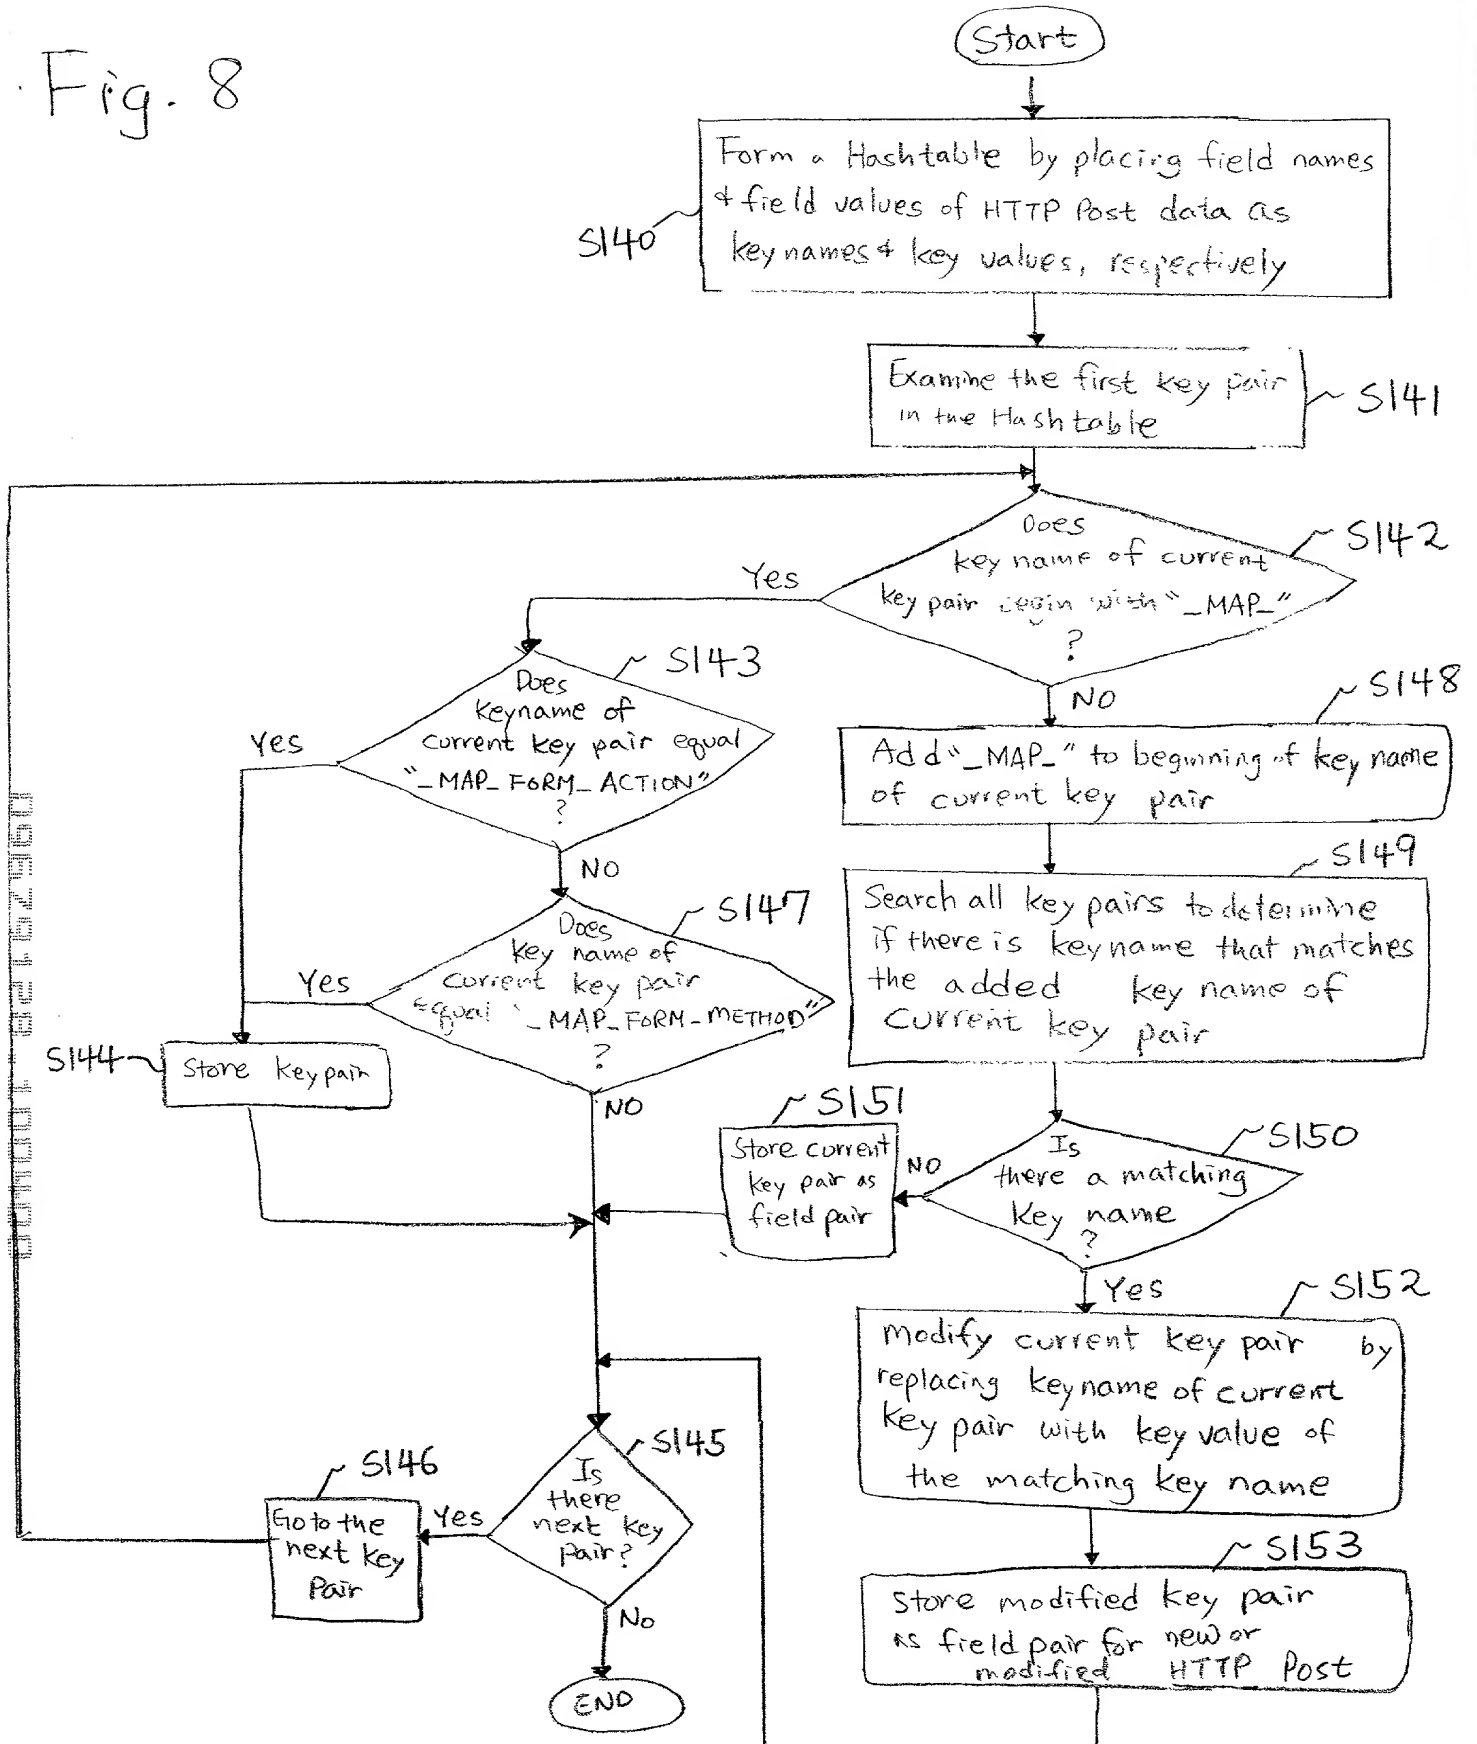 Fig. 8
Start
Form a Hashtable by placing field names
& field values of HTTP Post data as
key names & key values, respectively
S140
Examine the first key pair
in the Hashtable
S141
Does
key name of current
key pair begin with "_MAP_"
?
S142
Yes
NO
S143
Does
keyname of
current key pair equal
"_MAP_FORM_ACTION"
?
Yes
NO
S148
Add "_MAP_" to beginning of key name
of current key pair
S149
Search all key pairs to determine
if there is keyname that matches
the added key name of
current key pair
S147
Does
key name of
current key pair
equal "_MAP_FORM_METHOD"
?
Yes
NO
S144
Store key pair
S151
Store current
key pair as
field pair
NO
S150
Is
there a matching
key name
?
Yes
S152
modify current key pair by
replacing keyname of current
key pair with key value of
the matching key name
S145
Is
there
next key
pair?
Yes
No
S146
Go to the
next key
pair
S153
store modified key pair
as field pair for new or
modified HTTP Post
END